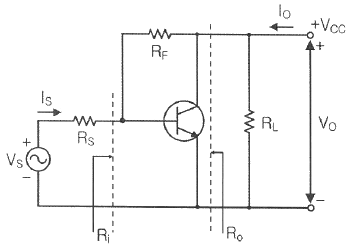 I_O
+V_CC
R_F
+
I_S
R_S
R_L
V_O
+
V_S
−
−
R_i
R_o